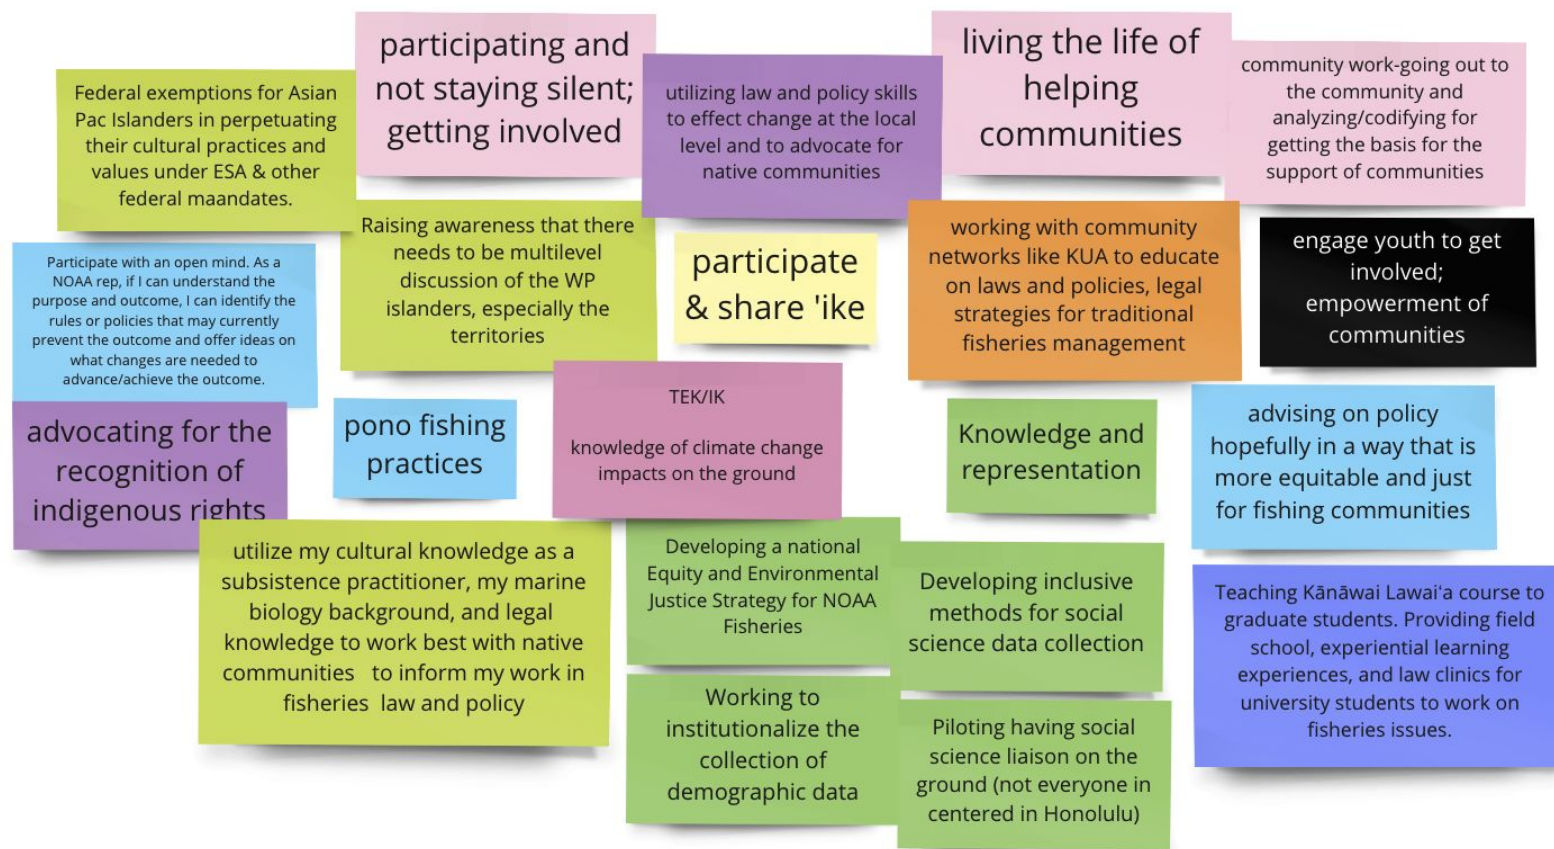 Federal exemptions for Asian
Pac Islanders in perpetuating
their cultural practices and
values under ESA & other
federal maandates.
participating and
not staying silent;
getting involved
utilizing law and policy skills
to effect change at the local
level and to advocate for
native communities
living the life of
helping
communities
community work-going out to
the community and
analyzing/codifying for
getting the basis for the
support of communities
Participate with an open mind. As a
NOAA rep, if I can understand the
purpose and outcome, I can identify the
rules or policies that may currently
prevent the outcome and offer ideas on
what changes are needed to
advance/achieve the outcome.
Raising awareness that there
needs to be multilevel
discussion of the WP
islanders, especially the
territories
participate
& share 'ike
working with community
networks like KUA to educate
on laws and policies, legal
strategies for traditional
fisheries management
engage youth to get
involved;
empowerment of
communities
advocating for the
recognition of
indigenous rights
pono fishing
practices
TEK/IK
knowledge of climate change
impacts on the ground
Knowledge and
representation
advising on policy
hopefully in a way that is
more equitable and just
for fishing communities
utilize my cultural knowledge as a
subsistence practitioner, my marine
biology background, and legal
knowledge to work best with native
communities to inform my work in
fisheries law and policy
Developing a national
Equity and Environmental
Justice Strategy for NOAA
Fisheries
Developing inclusive
methods for social
science data collection
Teaching Kānāwai Lawaiʻa course to
graduate students. Providing field
school, experiential learning
experiences, and law clinics for
university students to work on
fisheries issues.
Working to
institutionalize the
collection of
demographic data
Piloting having social
science liaison on the
ground (not everyone in
centered in Honolulu)